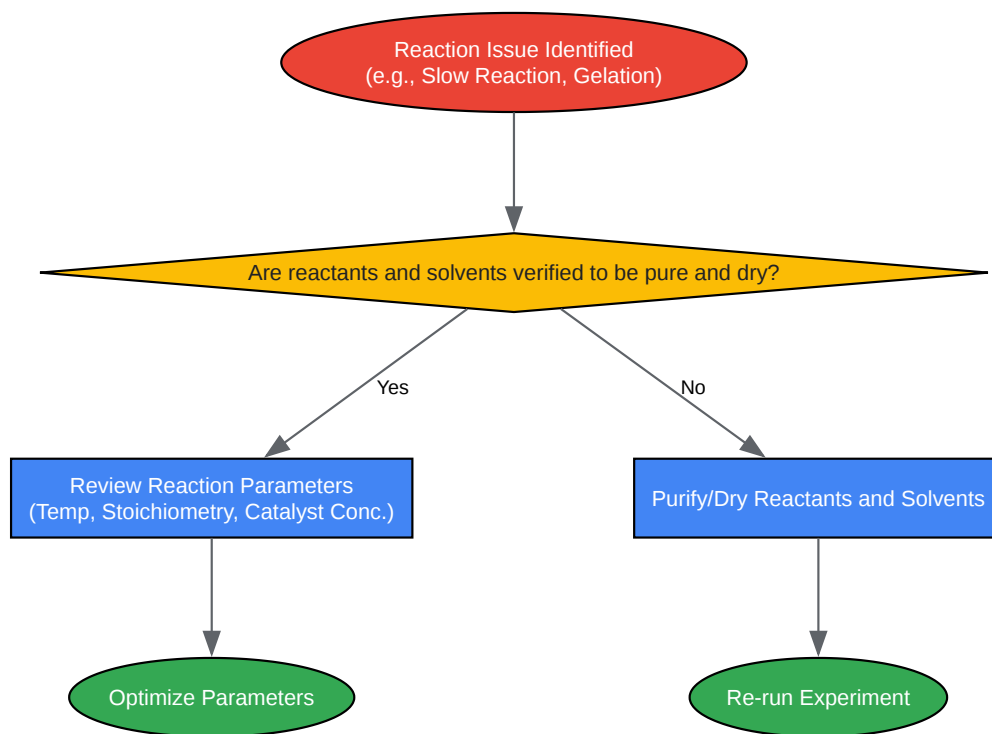 Reaction Issue Identified
(e.g., Slow Reaction, Gelation)
Are reactants and solvents verified to be pure and dry?
Yes
No
Review Reaction Parameters
(Temp, Stoichiometry, Catalyst Conc.)
Purify/Dry Reactants and Solvents
Optimize Parameters
Re-run Experiment